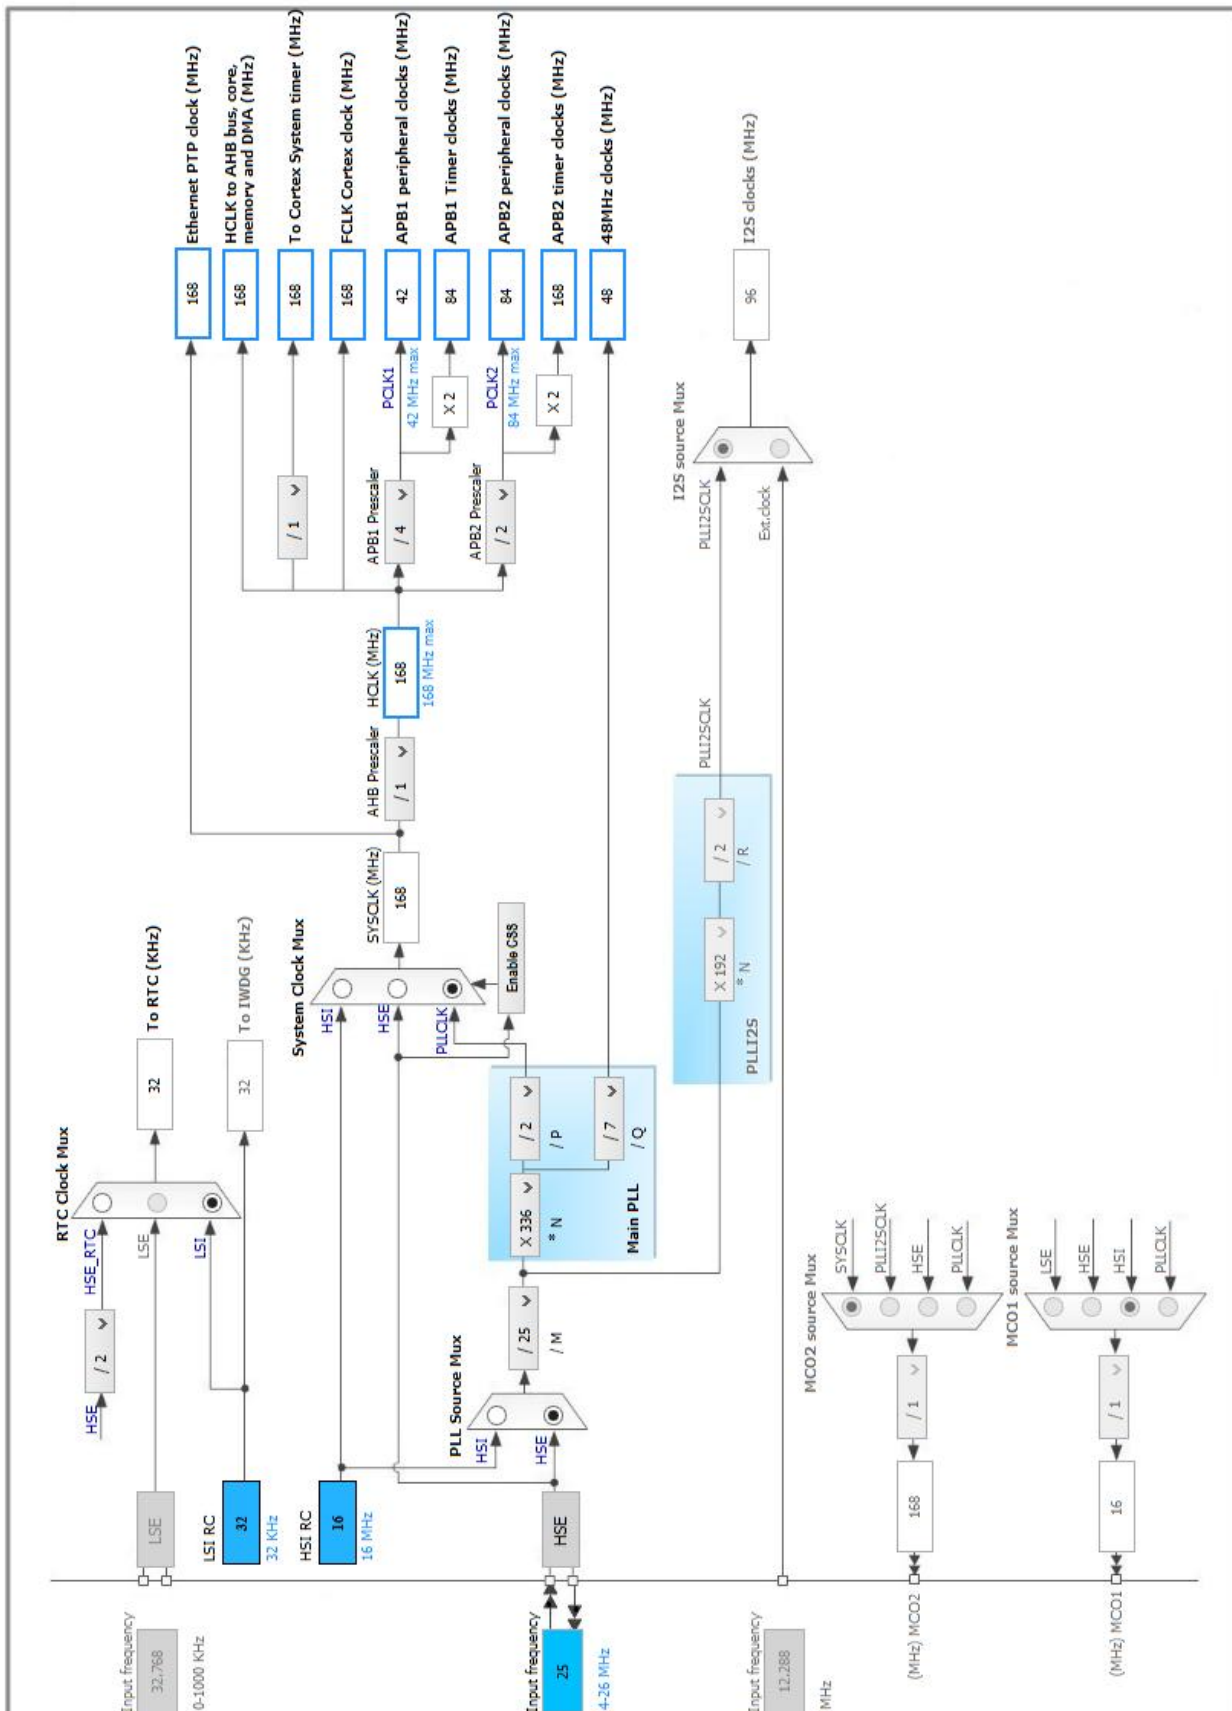 Input frequency
32.768
0-1000 KHz
LSE
HSE
/ 2
HSE_RTC
LSE
LSI
RTC Clock Mux
32
To RTC (KHz)
LSI RC
32
32 KHz
32
To IWDG (KHz)
HSI RC
16
16 MHz
System Clock Mux
HSI
HSE
PLLCLK
Enable CSS
SYSCLK (MHz)
168
AHB Prescaler
/ 1
HCLK (MHz)
168
168 MHz max
168
Ethernet PTP clock (MHz)
168
HCLK to AHB bus, core,
memory and DMA (MHz)
/ 1
168
To Cortex System timer (MHz)
168
FCLK Cortex clock (MHz)
APB1 Prescaler
/ 4
PCLK1
42 MHz max
42
APB1 peripheral clocks (MHz)
X 2
84
APB1 Timer clocks (MHz)
APB2 Prescaler
/ 2
PCLK2
84 MHz max
84
APB2 peripheral clocks (MHz)
X 2
168
APB2 timer clocks (MHz)
48
48MHz clocks (MHz)
Input frequency
25
4-26 MHz
HSE
PLL Source Mux
HSI
HSE
/ 25
/ M
X 336
* N
/ 2
/ P
/ 7
/ Q
Main PLL
PLLI2S
X 192
* N
/ 2
/ R
PLLI2SCLK
PLLI2SCLK
I2S source Mux
Ext.clock
96
I2S clocks (MHz)
Input frequency
12.288
MHz
MCO2 source Mux
SYSCLK
PLLI2SCLK
HSE
PLLCLK
/ 1
168
(MHz) MCO2
MCO1 source Mux
LSE
HSE
HSI
PLLCLK
/ 1
16
(MHz) MCO1